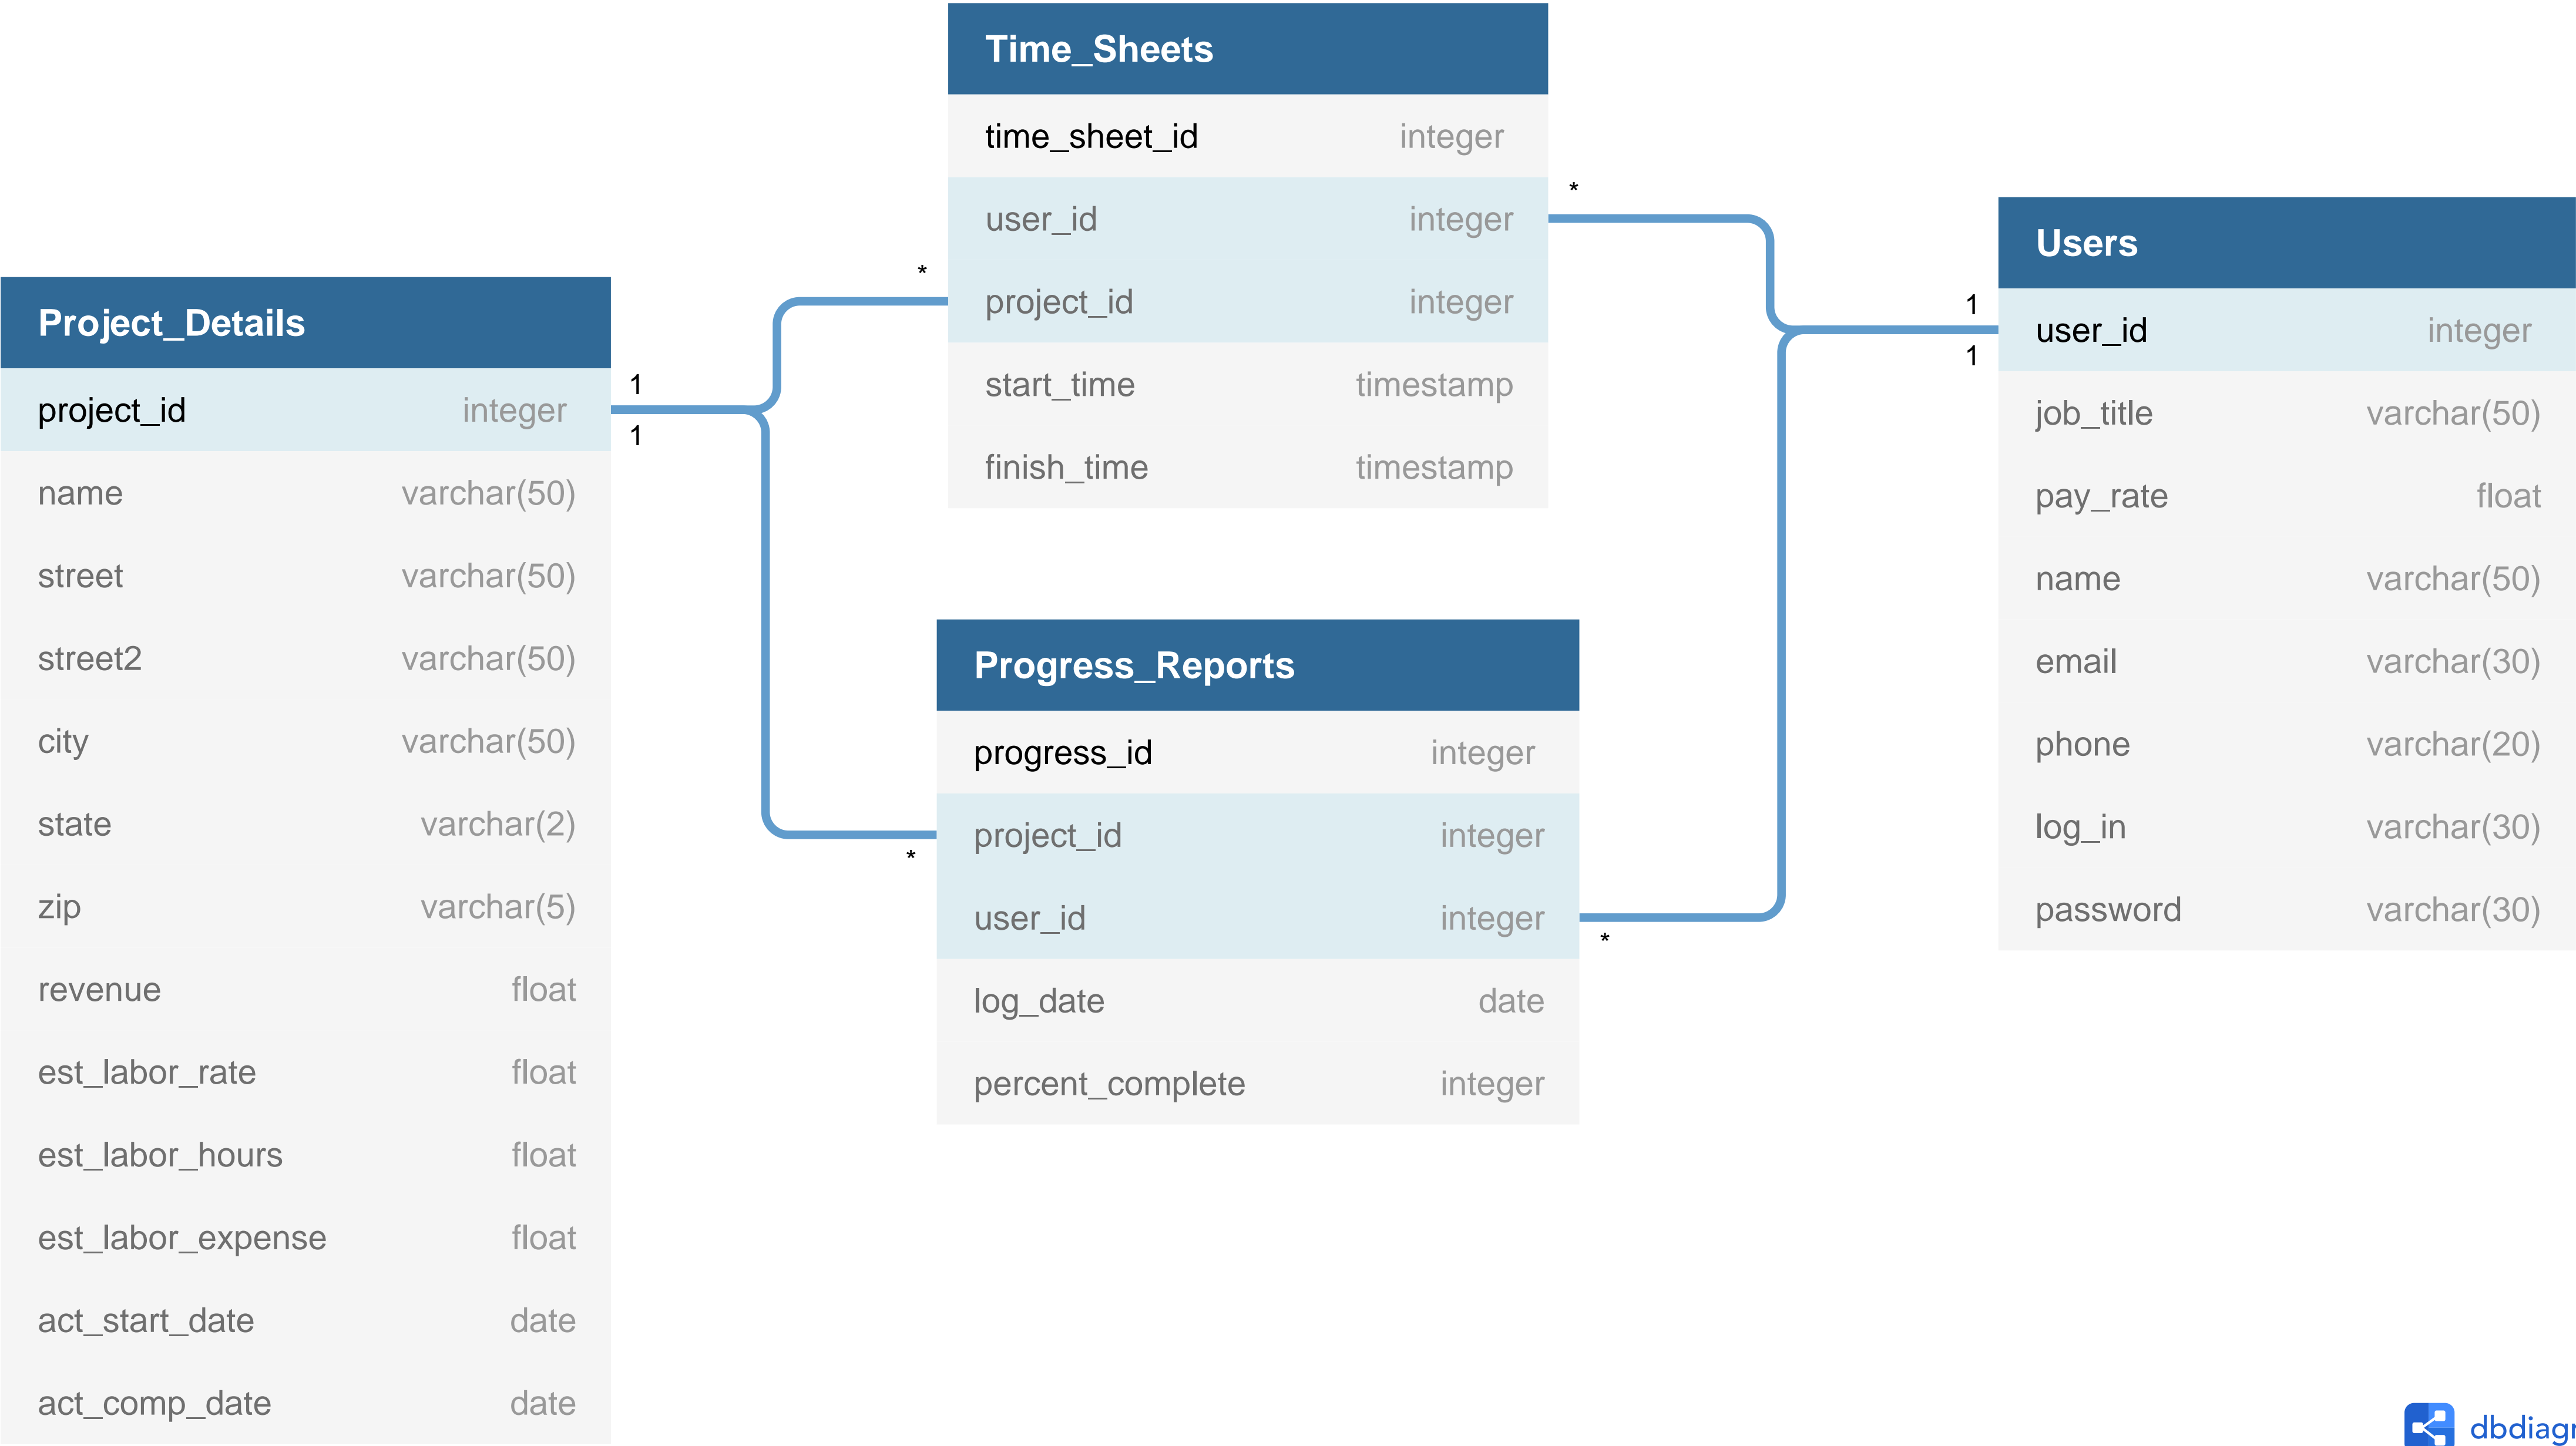 Time_Sheets
time_sheet_id integer
*
user_id integer
*
project_id integer
start_time timestamp
finish_time timestamp
Users
1
user_id integer
1
job_title varchar(50)
pay_rate float
name varchar(50)
email varchar(30)
phone varchar(20)
log_in varchar(30)
password varchar(30)
Project_Details
1
project_id integer
1
name varchar(50)
street varchar(50)
street2 varchar(50)
city varchar(50)
state varchar(2)
zip varchar(5)
revenue float
est_labor_rate float
est_labor_hours float
est_labor_expense float
act_start_date date
act_comp_date date
Progress_Reports
progress_id integer
project_id integer
*
user_id integer
*
log_date date
percent_complete integer
dbdiagr